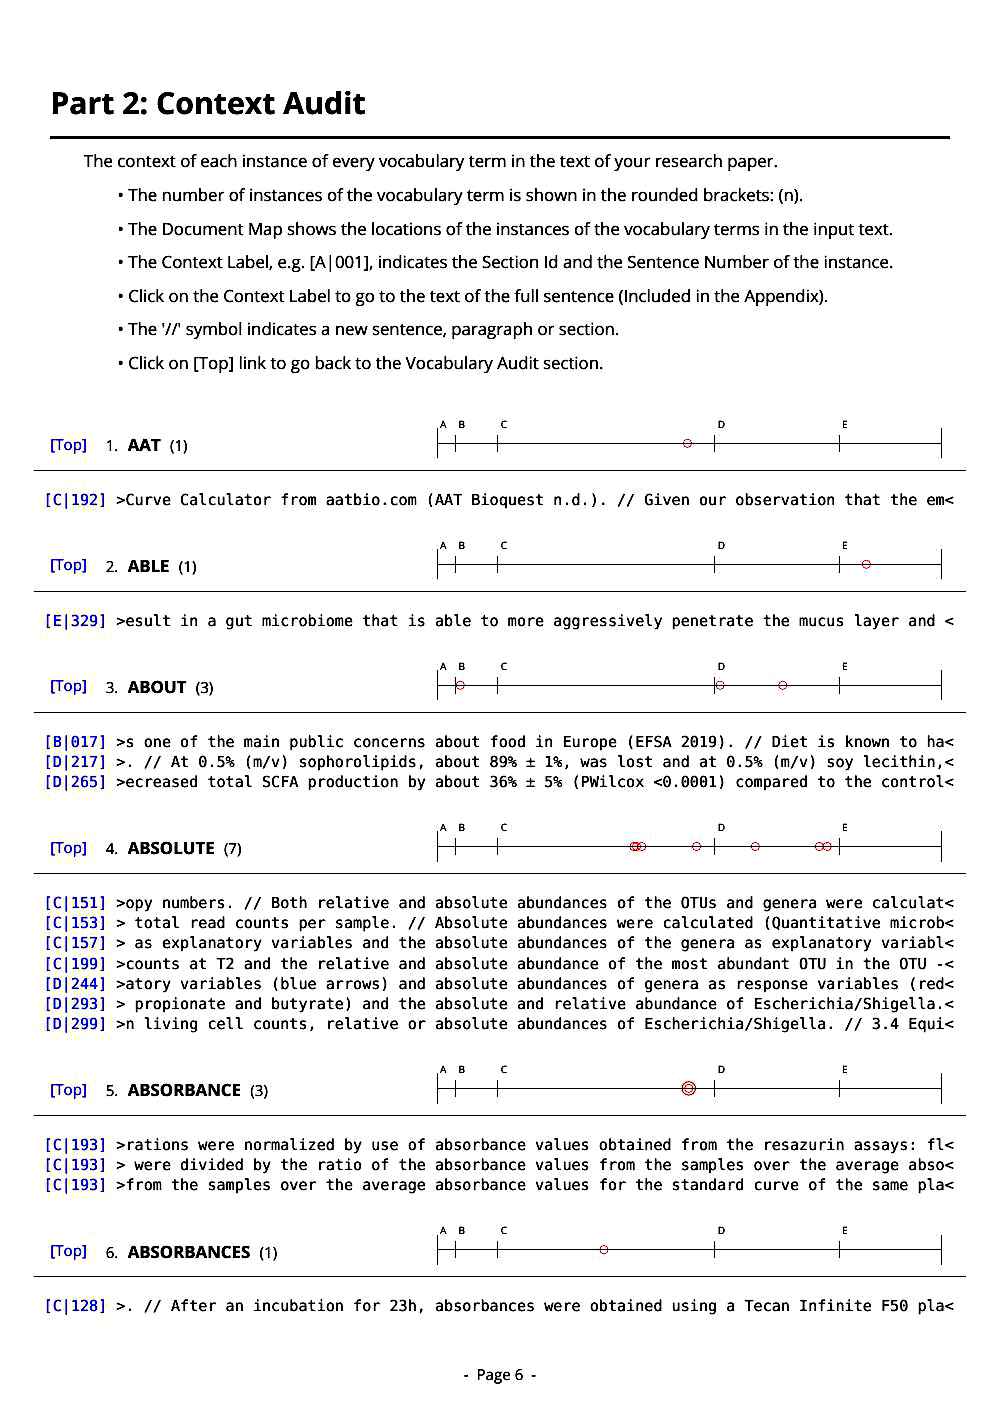 Part 2: Context Audit
The context of each instance of every vocabulary term in the text of your research paper.
• The number of instances of the vocabulary term is shown in the rounded brackets: (n).
• The Document Map shows the locations of the instances of the vocabulary terms in the input text.
• The Context Label, e.g. [A|001], indicates the Section Id and the Sentence Number of the instance.
• Click on the Context Label to go to the text of the full sentence (Included in the Appendix).
• The '//' symbol indicates a new sentence, paragraph or section.
• Click on [Top] link to go back to the Vocabulary Audit section.
A B C D E
[Top] 1. AAT (1)
[C|192] >Curve Calculator from aatbio.com (AAT Bioquest n.d.). // Given our observation that the em<
A B C D E
[Top] 2. ABLE (1)
[E|329] >esult in a gut microbiome that is able to more aggressively penetrate the mucus layer and <
A B C D E
[Top] 3. ABOUT (3)
[B|017] >s one of the main public concerns about food in Europe (EFSA 2019). // Diet is known to ha<
[D|217] >. // At 0.5% (m/v) sophorolipids, about 89% ± 1%, was lost and at 0.5% (m/v) soy lecithin,<
[D|265] >ecreased total SCFA production by about 36% ± 5% (PWilcox <0.0001) compared to the control<
A B C D E
[Top] 4. ABSOLUTE (7)
[C|151] >opy numbers. // Both relative and absolute abundances of the OTUs and genera were calculat<
[C|153] > total read counts per sample. // Absolute abundances were calculated (Quantitative microb<
[C|157] > as explanatory variables and the absolute abundances of the genera as explanatory variabl<
[C|199] >counts at T2 and the relative and absolute abundance of the most abundant OTU in the OTU -<
[D|244] >atory variables (blue arrows) and absolute abundances of genera as response variables (red<
[D|293] > propionate and butyrate) and the absolute and relative abundance of Escherichia/Shigella.<
[D|299] >n living cell counts, relative or absolute abundances of Escherichia/Shigella. // 3.4 Equi<
A B C D E
[Top] 5. ABSORBANCE (3)
[C|193] >rations were normalized by use of absorbance values obtained from the resazurin assays: fl<
[C|193] > were divided by the ratio of the absorbance values from the samples over the average abso<
[C|193] >from the samples over the average absorbance values for the standard curve of the same pla<
A B C D E
[Top] 6. ABSORBANCES (1)
[C|128] >. // After an incubation for 23h, absorbances were obtained using a Tecan Infinite F50 pla<
- Page 6 -